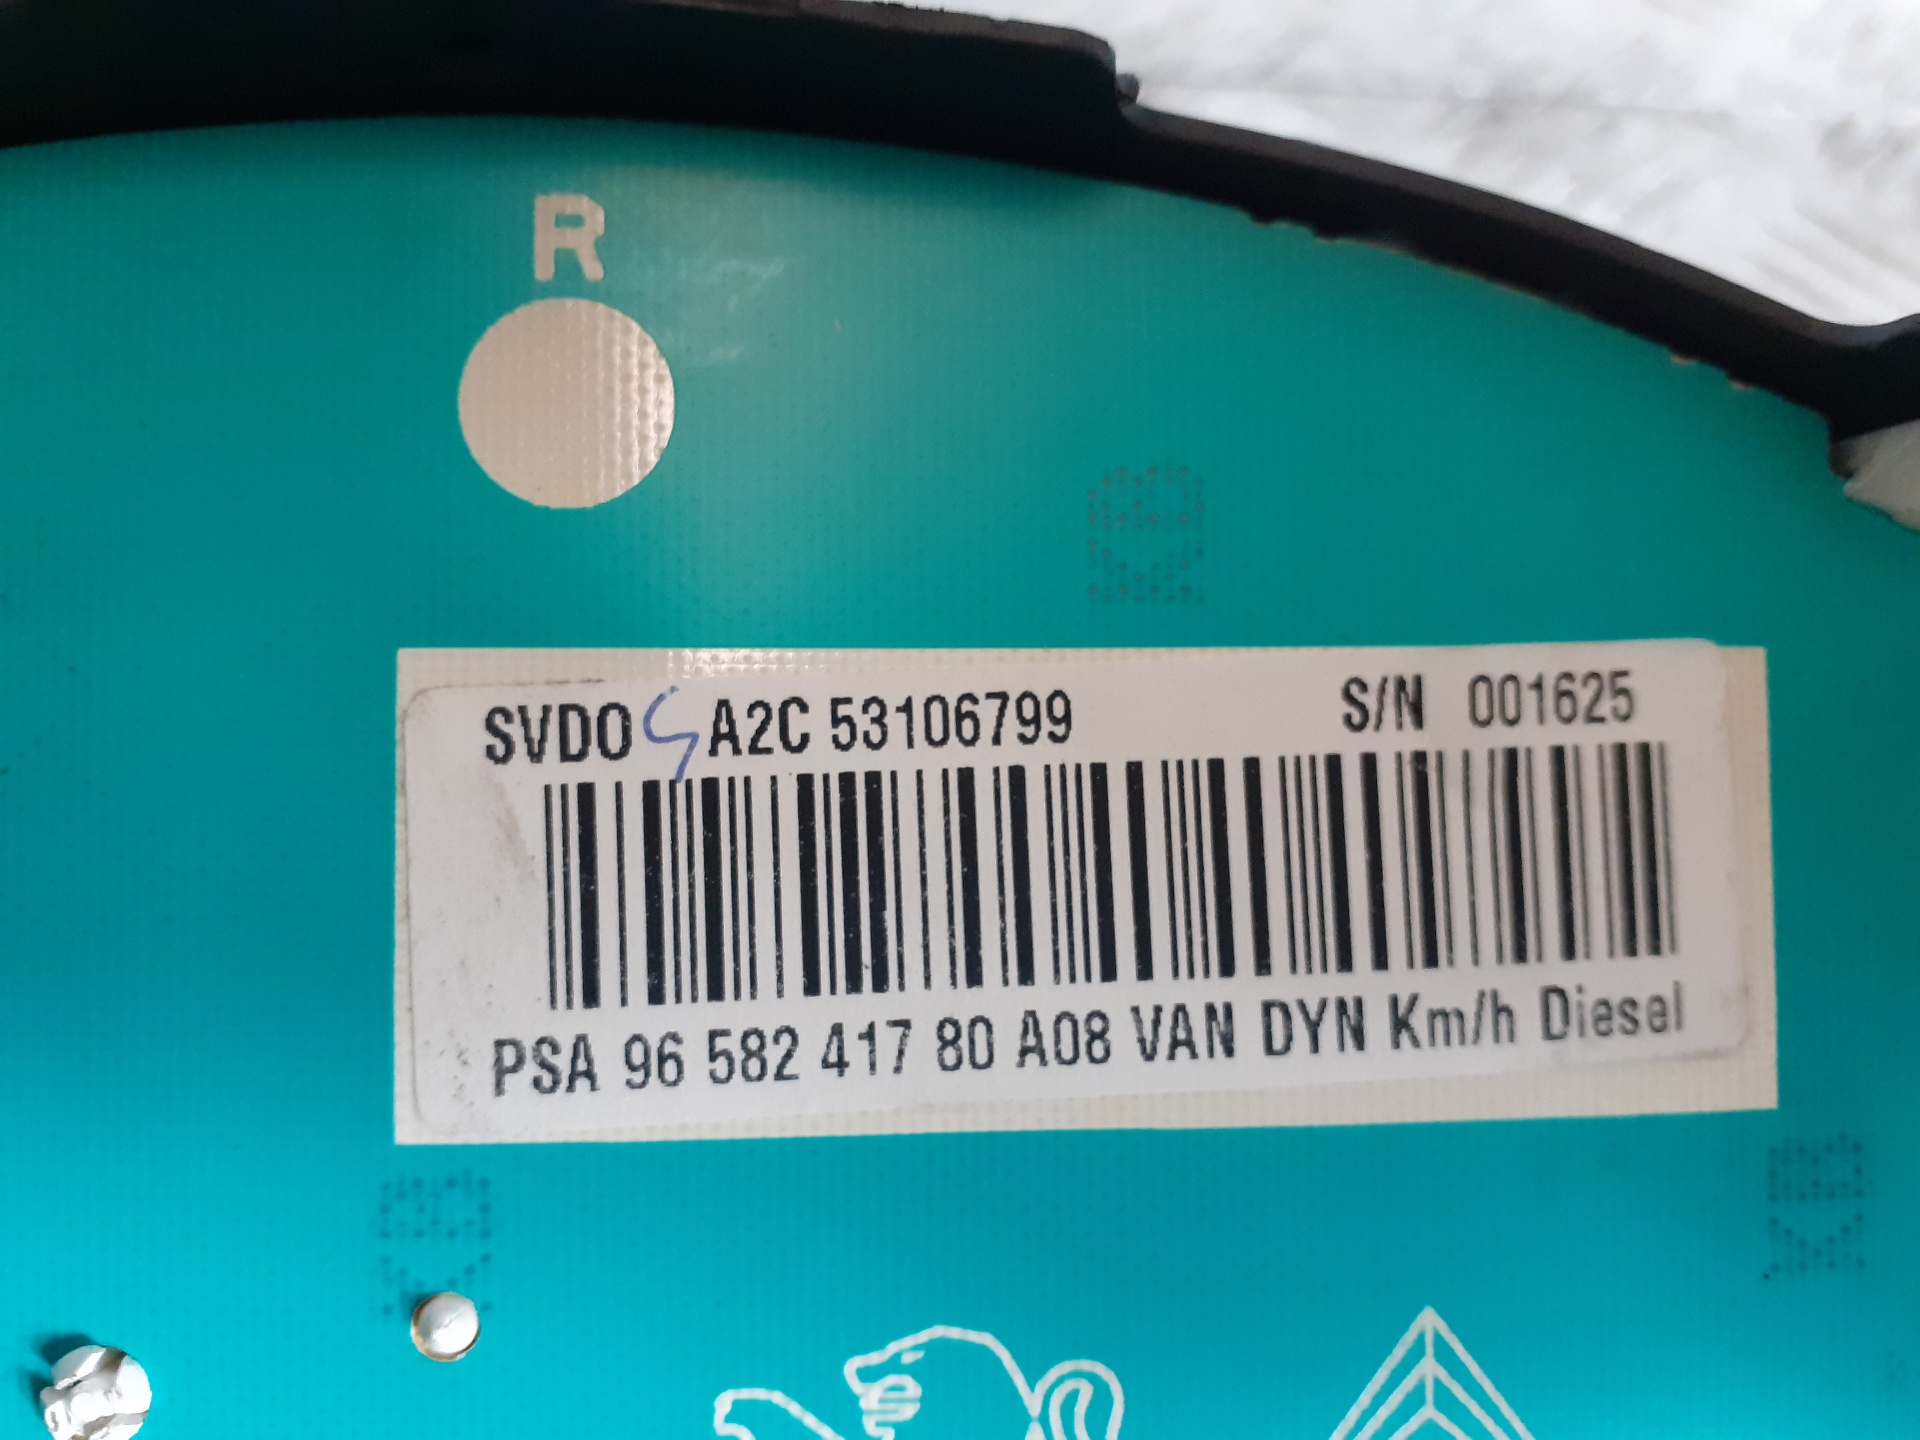 R
SVDO A2C 53106799 S/N 001625
PSA 96 582 417 80 A08 VAN DYN Km/h Diesel